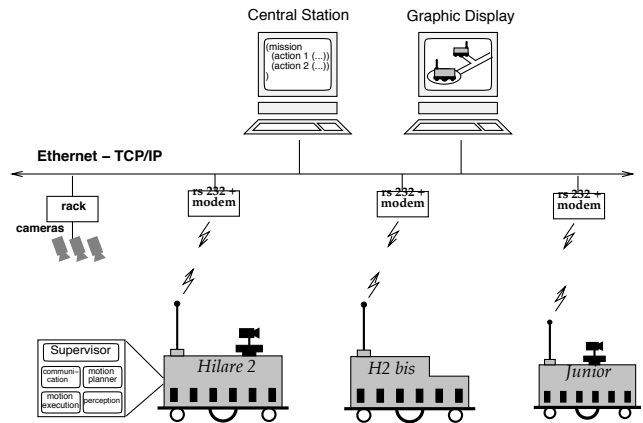 Central Station
Graphic Display
(mission
(action 1 (...))
(action 2 (...))
)
Ethernet – TCP/IP
rack
cameras
rs 232 +
modem
rs 232 +
modem
rs 232 +
modem
Supervisor
communi-
cation
motion
planner
motion
execution
perception
Hilare 2
H2 bis
Junior